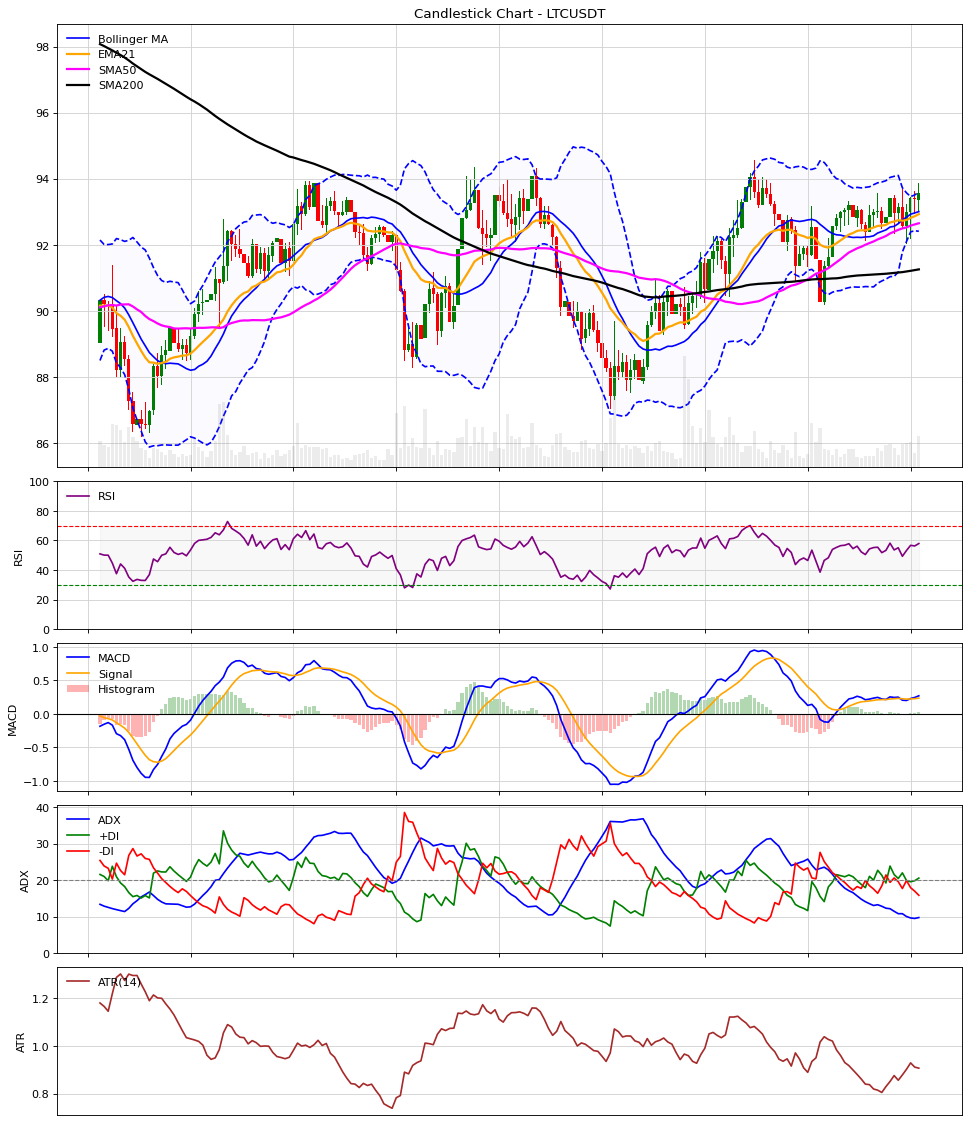 Candlestick Chart - LTCUSDT
Bollinger MA
EMA21
SMA50
SMA200
98
96
94
92
90
88
86
RSI
RSI
100
80
60
40
20
0
MACD
Signal
Histogram
MACD
1.0
0.5
0.0
−0.5
−1.0
ADX
+DI
-DI
ADX
40
30
20
10
0
ATR(14)
ATR
1.2
1.0
0.8